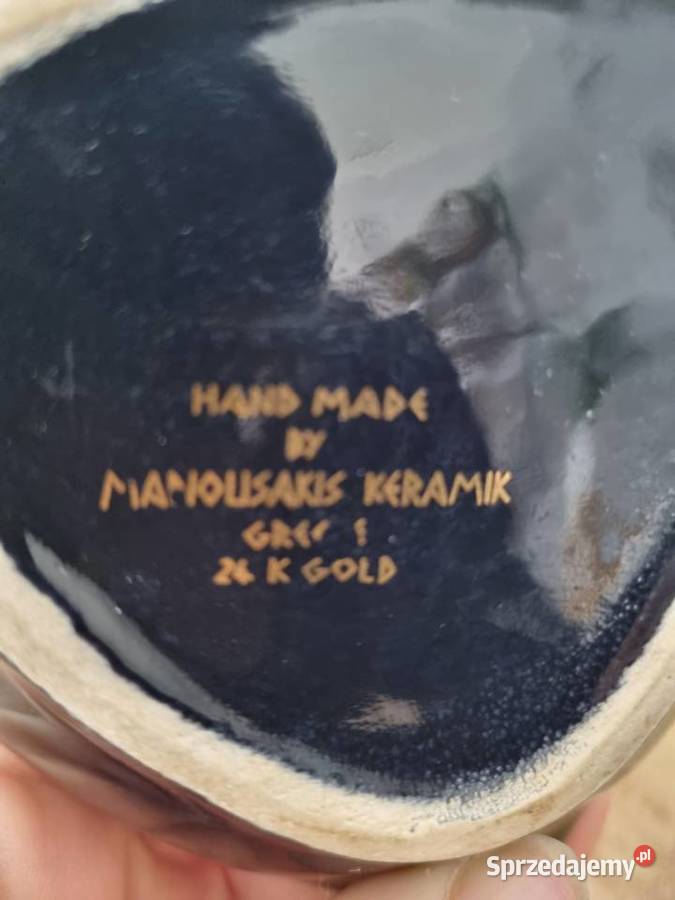 HAND MADE
BY
MANOUSAKIS KERAMIK
24 K GOLD
Sprzedajemy.pl